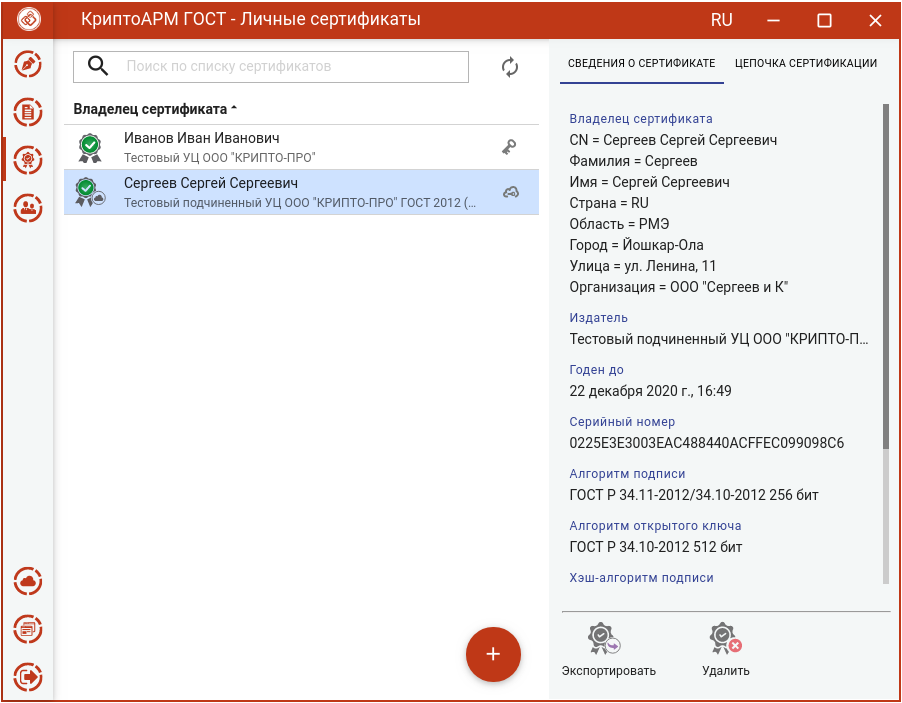 КриптоАРМ ГОСТ - Личные сертификаты
RU
Поиск по списку сертификатов
Владелец сертификата
Иванов Иван Иванович
Тестовый УЦ ООО "КРИПТО-ПРО"
Сергеев Сергей Сергеевич
Тестовый подчиненный УЦ ООО "КРИПТО-ПРО" ГОСТ 2012 (...
СВЕДЕНИЯ О СЕРТИФИКАТЕ
ЦЕПОЧКА СЕРТИФИКАЦИИ
Владелец сертификата
CN = Сергеев Сергей Сергеевич
Фамилия = Сергеев
Имя = Сергей Сергеевич
Страна = RU
Область = РМЭ
Город = Йошкар-Ола
Улица = ул. Ленина, 11
Организация = ООО "Сергеев и К"
Издатель
Тестовый подчиненный УЦ ООО "КРИПТО-П...
Годен до
22 декабря 2020 г., 16:49
Серийный номер
0225E3E3003EAC488440ACFFEC099098C6
Алгоритм подписи
ГОСТ Р 34.11-2012/34.10-2012 256 бит
Алгоритм открытого ключа
ГОСТ Р 34.10-2012 512 бит
Хэш-алгоритм подписи
Экспортировать
Удалить